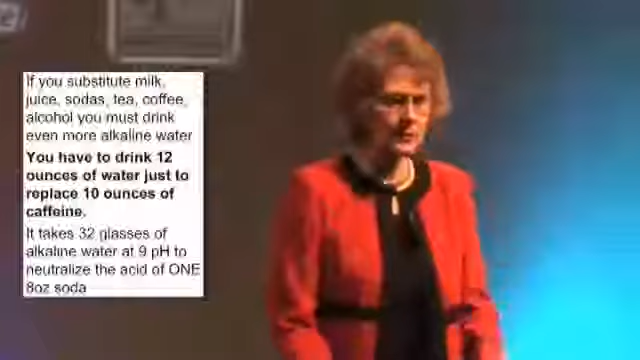 If you substitute milk,
juice, sodas, tea, coffee,
alcohol you must drink
even more alkaline water
You have to drink 12
ounces of water just to
replace 10 ounces of
caffeine.
It takes 32 glasses of
alkaline water at 9 pH to
neutralize the acid of ONE
8oz soda